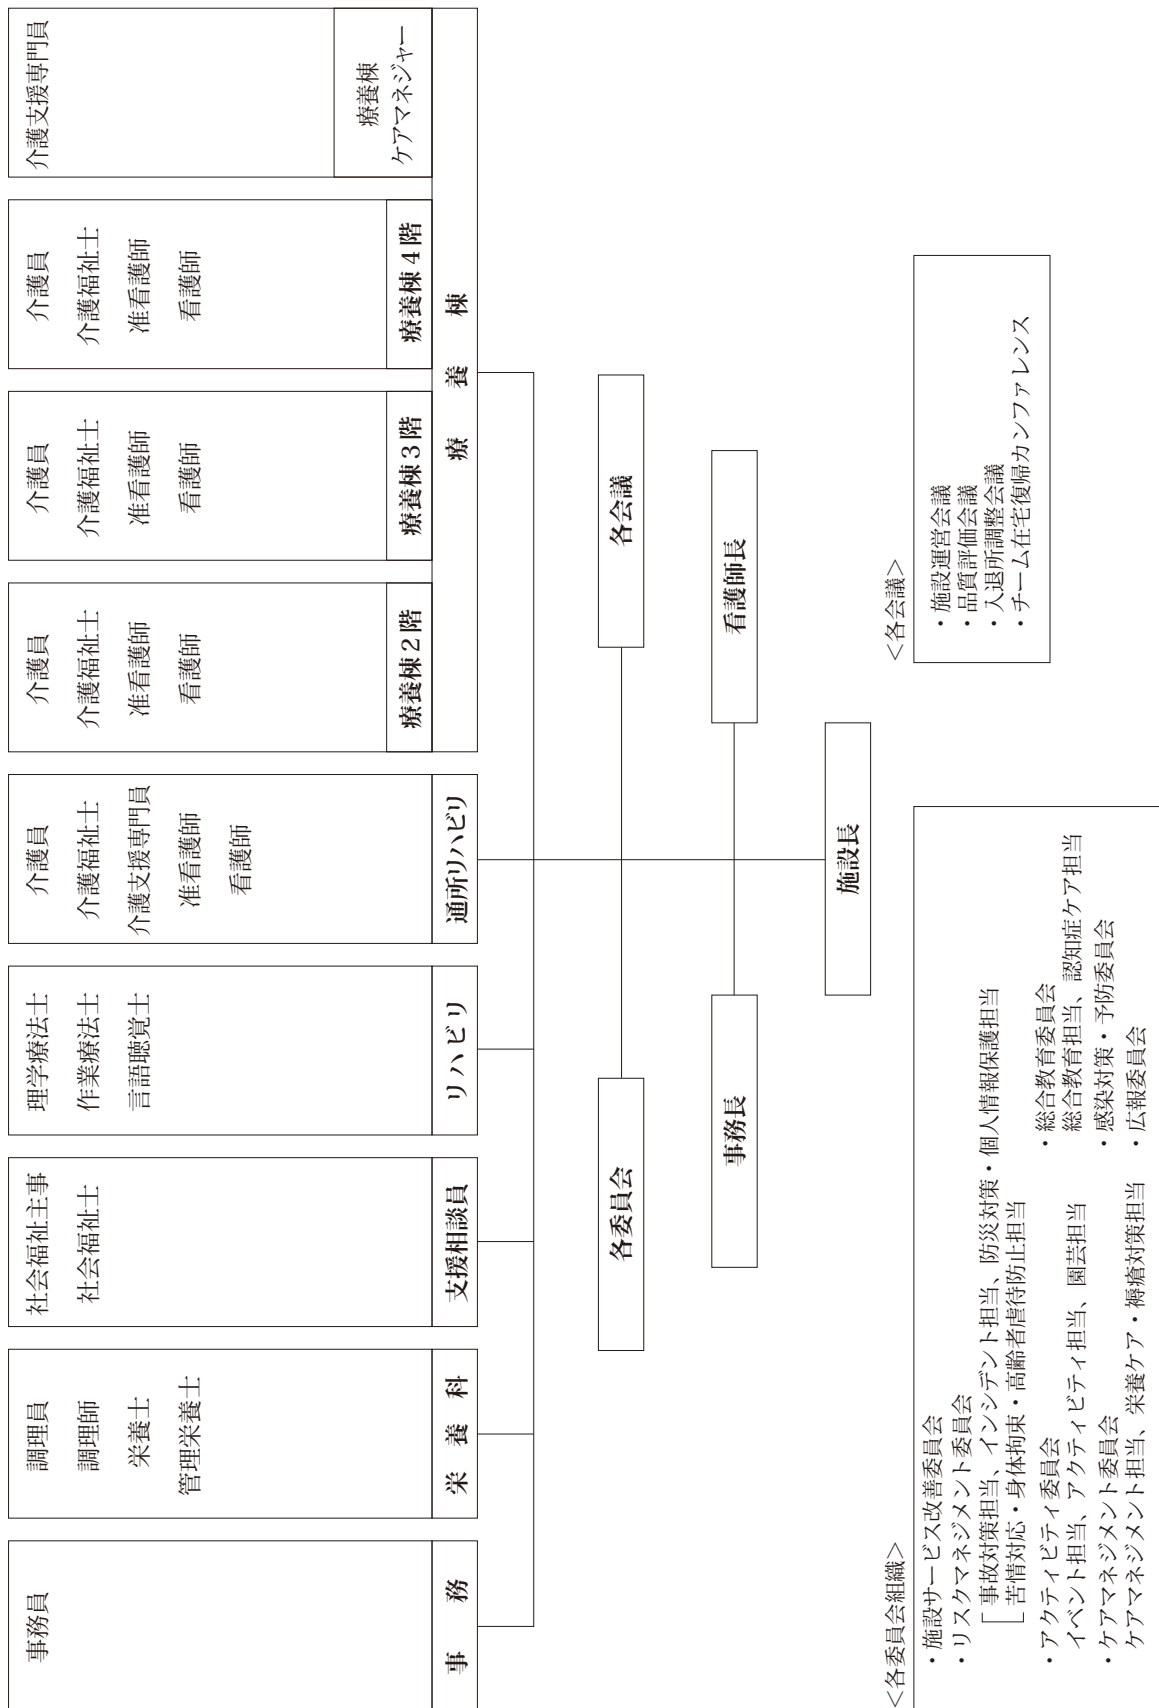 介護支援専門員
療養棟
ケアマネジャー
介護員
介護福祉士
准看護師
看護師
療養棟4階
介護員
介護福祉士
准看護師
看護師
療養棟3階
介護員
介護福祉士
准看護師
看護師
療養棟2階
療養棟
介護員
介護福祉士
介護支援専門員
准看護師
看護師
通所リハビリ
理学療法士
作業療法士
言語聴覚士
リハビリ
社会福祉主事
社会福祉士
支援相談員
調理員
調理師
栄養士
管理栄養士
栄養科
事務員
事務
各会議
各委員会
看護師長
事務長
施設長
<各会議>
・施設運営会議
・品質評価会議
・入退所調整会議
・チーム在宅復帰カンファレンス
<各委員会組織>
・施設サービス改善委員会
・リスクマネジメント委員会
[事故対策担当、インシデント担当、防災対策・個人情報保護担当
苦情対応・身体拘束・高齢者虐待防止担当
・アクティビティ委員会
イベント担当、アクティビティ担当、園芸担当
・ケアマネジメント委員会
ケアマネジメント担当、栄養ケア・褥瘡対策担当
・総合教育委員会
総合教育担当、認知症ケア担当
・感染対策・予防委員会
・広報委員会